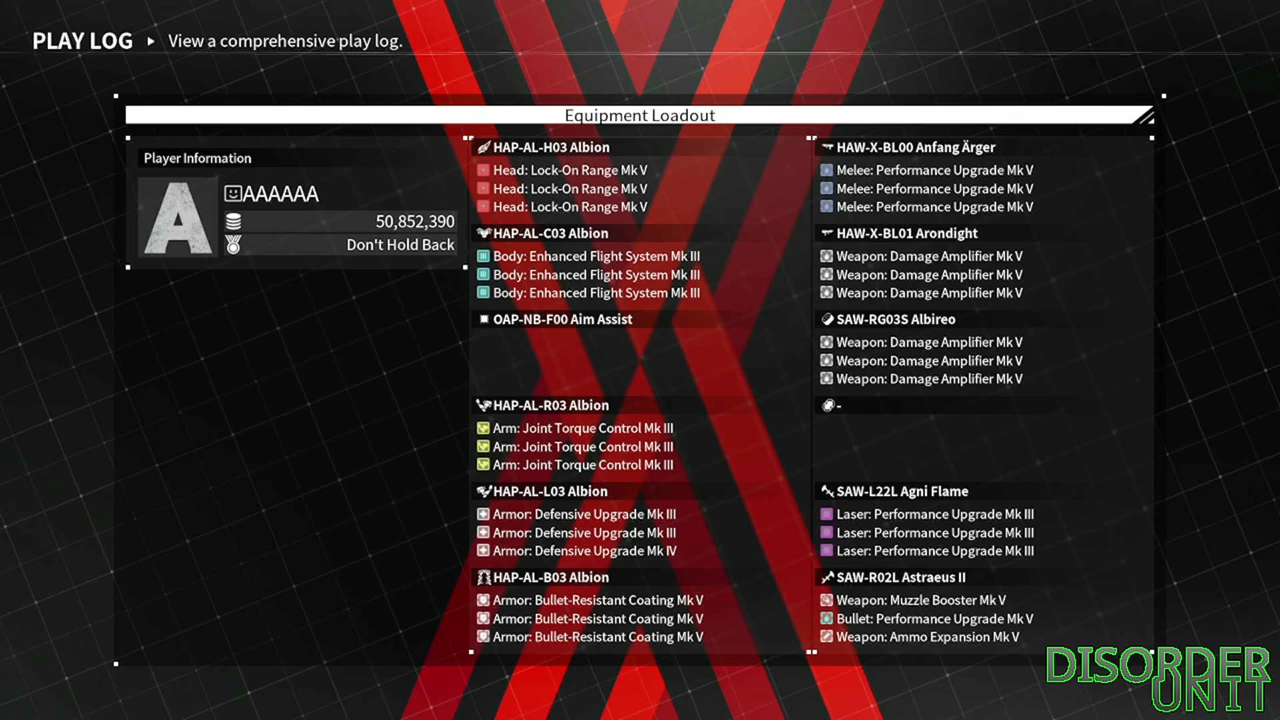 PLAY LOG ▸ View a comprehensive play log.
Equipment Loadout
Player Information
A
AAAAAA
50,852,390
Don't Hold Back
HAP-AL-H03 Albion
Head: Lock-On Range Mk V
Head: Lock-On Range Mk V
Head: Lock-On Range Mk V
HAP-AL-C03 Albion
Body: Enhanced Flight System Mk III
Body: Enhanced Flight System Mk III
Body: Enhanced Flight System Mk III
OAP-NB-F00 Aim Assist
HAP-AL-R03 Albion
Arm: Joint Torque Control Mk III
Arm: Joint Torque Control Mk III
Arm: Joint Torque Control Mk III
HAP-AL-L03 Albion
Armor: Defensive Upgrade Mk III
Armor: Defensive Upgrade Mk III
Armor: Defensive Upgrade Mk IV
HAP-AL-B03 Albion
Armor: Bullet-Resistant Coating Mk V
Armor: Bullet-Resistant Coating Mk V
Armor: Bullet-Resistant Coating Mk V
HAW-X-BL00 Anfang Ärger
Melee: Performance Upgrade Mk V
Melee: Performance Upgrade Mk V
Melee: Performance Upgrade Mk V
HAW-X-BL01 Arondight
Weapon: Damage Amplifier Mk V
Weapon: Damage Amplifier Mk V
Weapon: Damage Amplifier Mk V
SAW-RG03S Albireo
Weapon: Damage Amplifier Mk V
Weapon: Damage Amplifier Mk V
Weapon: Damage Amplifier Mk V
-
SAW-L22L Agni Flame
Laser: Performance Upgrade Mk III
Laser: Performance Upgrade Mk III
Laser: Performance Upgrade Mk III
SAW-R02L Astraeus II
Weapon: Muzzle Booster Mk V
Bullet: Performance Upgrade Mk V
Weapon: Ammo Expansion Mk V
DISORDER
UNIT